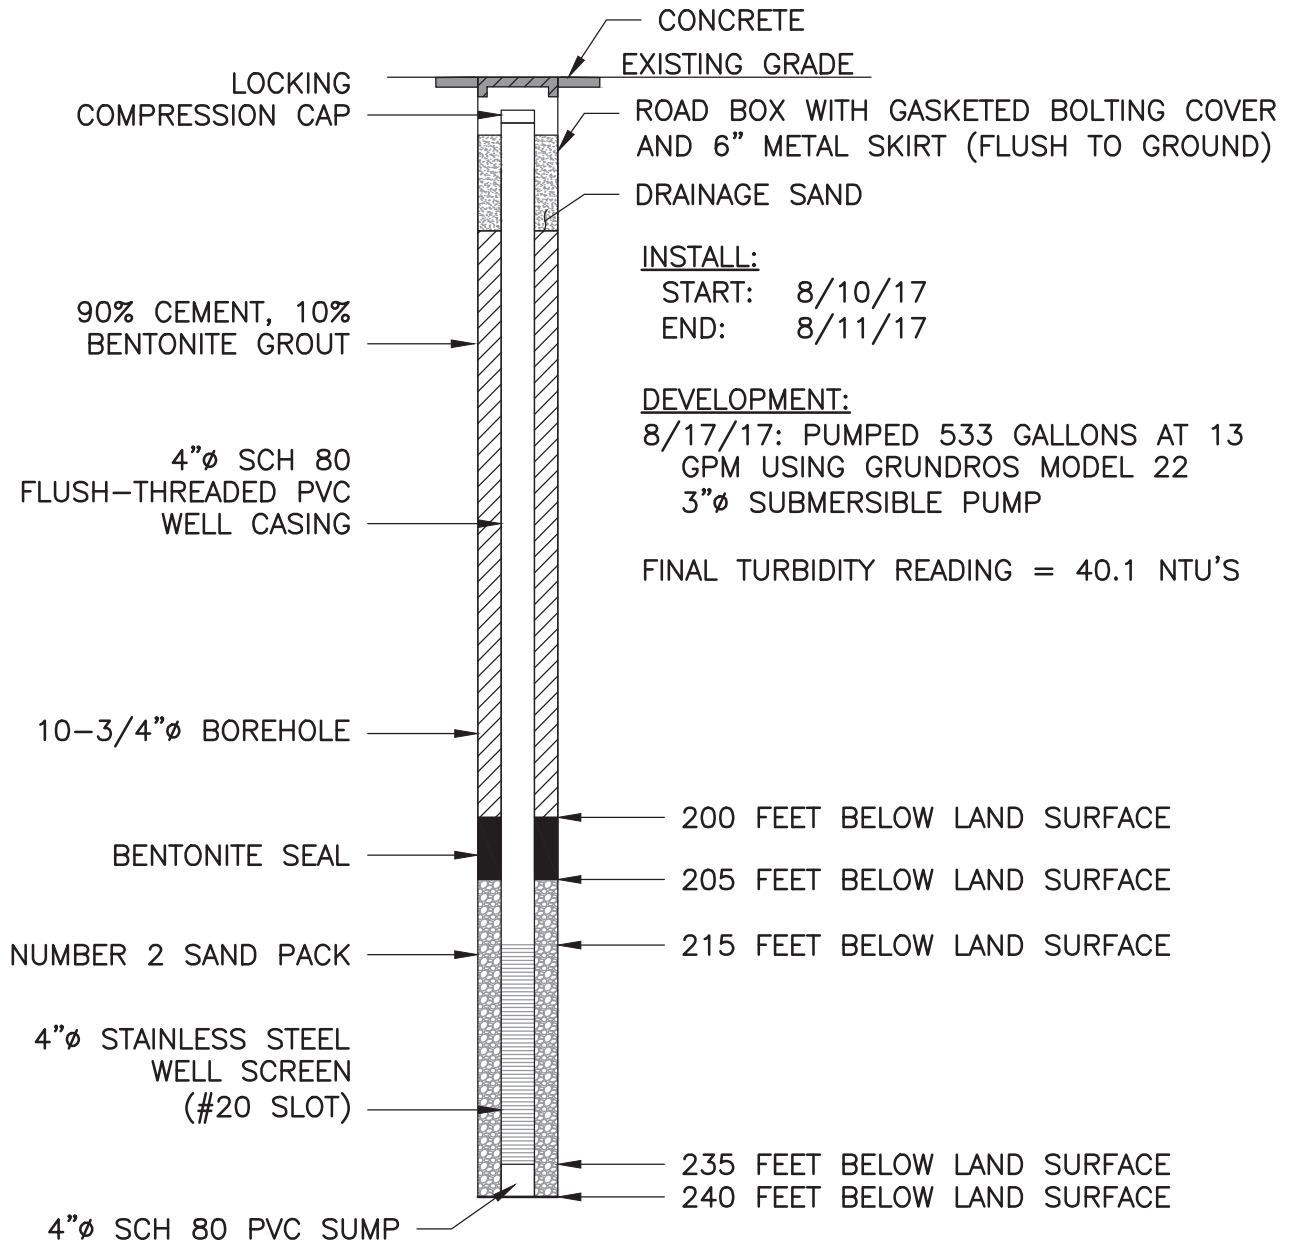 CONCRETE
EXISTING GRADE
LOCKING
COMPRESSION CAP
ROAD BOX WITH GASKETED BOLTING COVER
AND 6" METAL SKIRT (FLUSH TO GROUND)
DRAINAGE SAND
INSTALL:
START: 8/10/17
END: 8/11/17
90% CEMENT, 10%
BENTONITE GROUT
DEVELOPMENT:
8/17/17: PUMPED 533 GALLONS AT 13
GPM USING GRUNDROS MODEL 22
3"ø SUBMERSIBLE PUMP
4"ø SCH 80
FLUSH-THREADED PVC
WELL CASING
FINAL TURBIDITY READING = 40.1 NTU'S
10-3/4"ø BOREHOLE
200 FEET BELOW LAND SURFACE
BENTONITE SEAL
205 FEET BELOW LAND SURFACE
215 FEET BELOW LAND SURFACE
NUMBER 2 SAND PACK
4"ø STAINLESS STEEL
WELL SCREEN
(#20 SLOT)
235 FEET BELOW LAND SURFACE
240 FEET BELOW LAND SURFACE
4"ø SCH 80 PVC SUMP